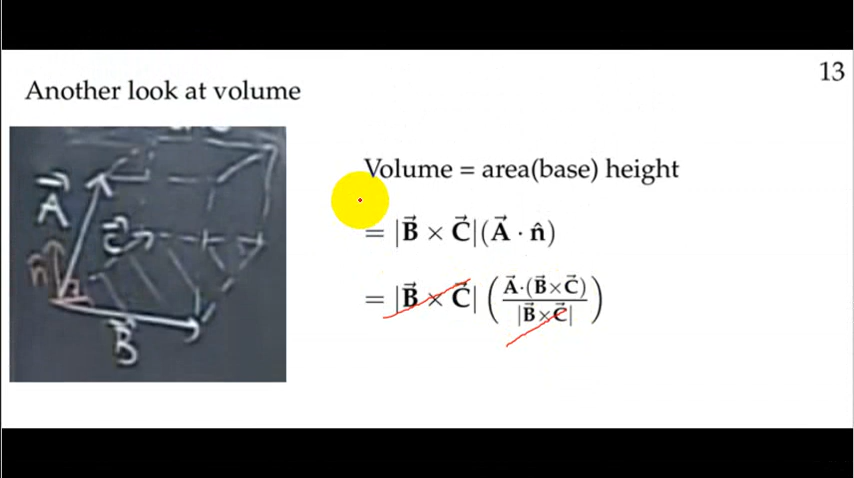 13
Another look at volume
Volume = area(base) height
= |B⃗ × C⃗|(A⃗ · n̂)
= |B⃗ × C⃗| (A⃗·(B⃗×C⃗) / |B⃗×C⃗|)
A⃗
C⃗
n̂
B⃗